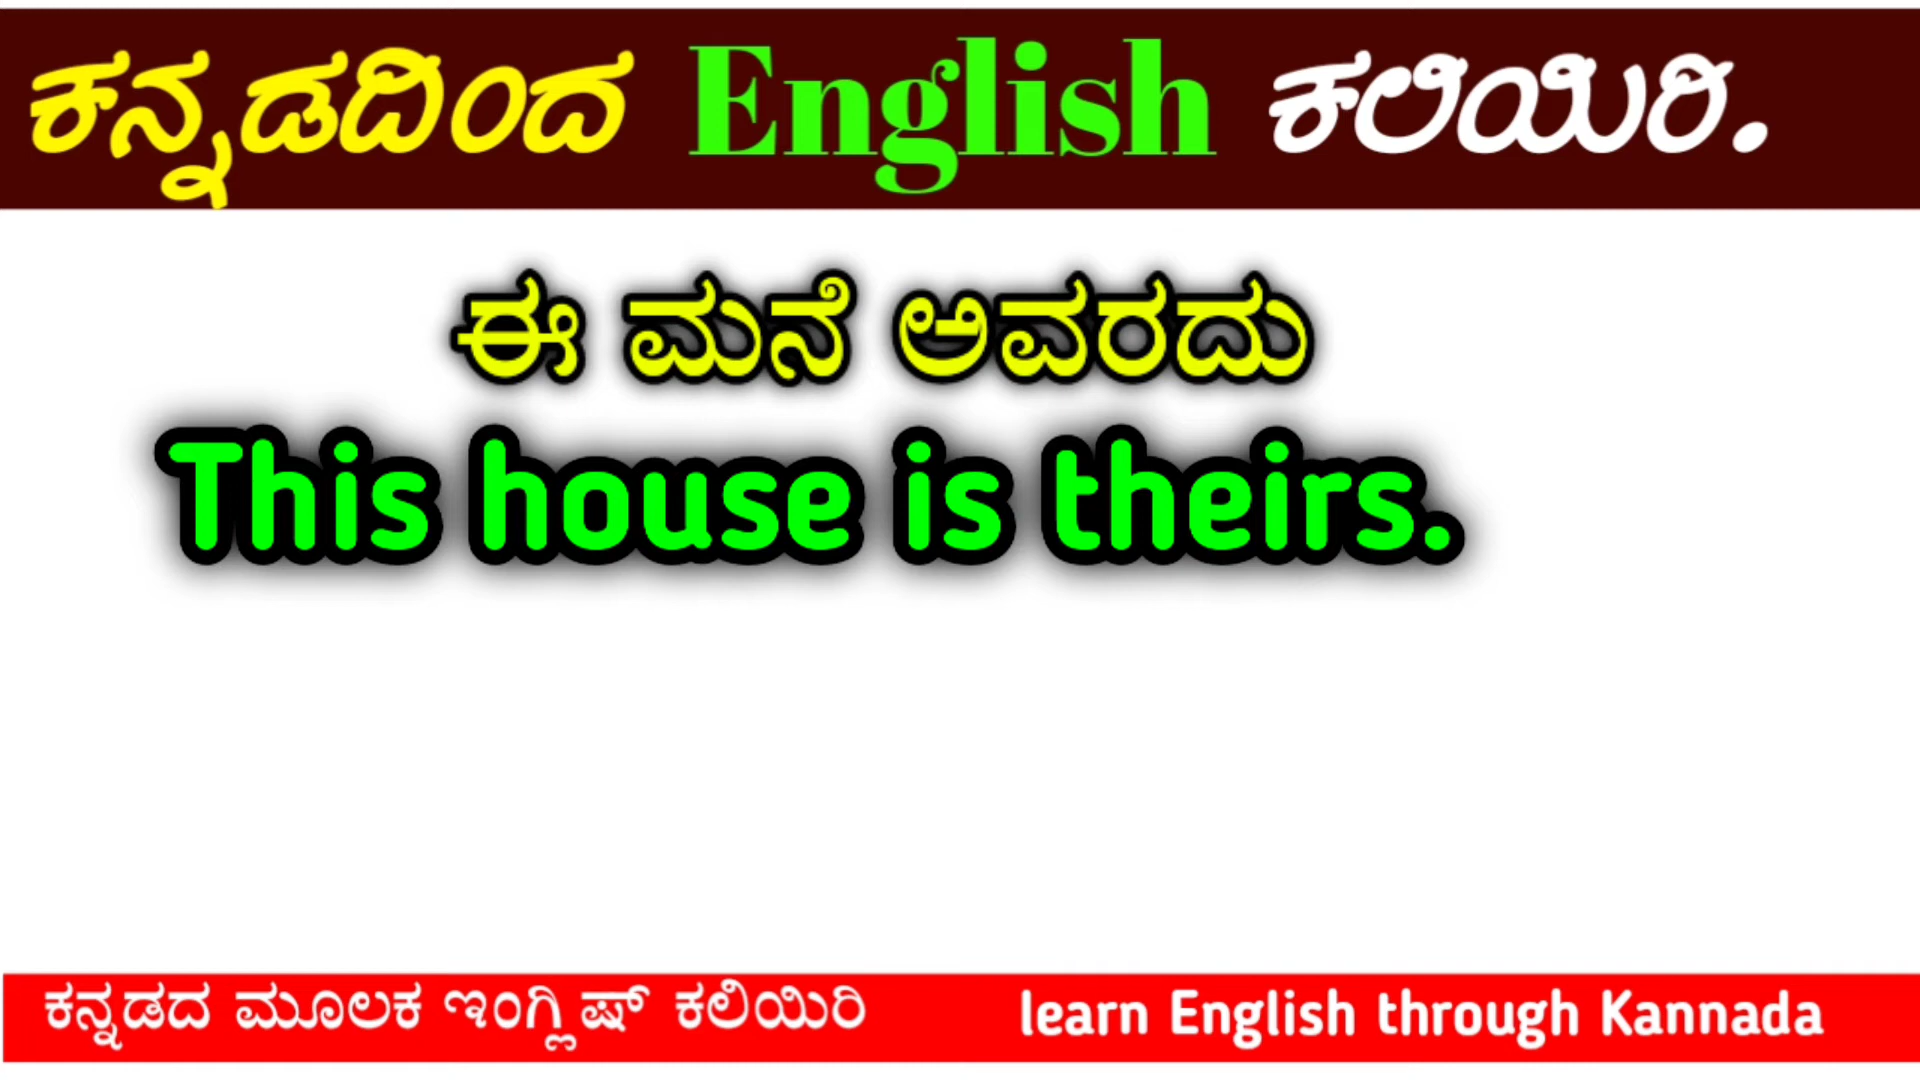 ಕನ್ನಡದಿಂದ English ಕಲಿಯಿರಿ.
ಈ ಮನೆ ಅವರದು
This house is theirs.
ಕನ್ನಡದ ಮೂಲಕ ಇಂಗ್ಲಿಷ್ ಕಲಿಯಿರಿ learn English through Kannada